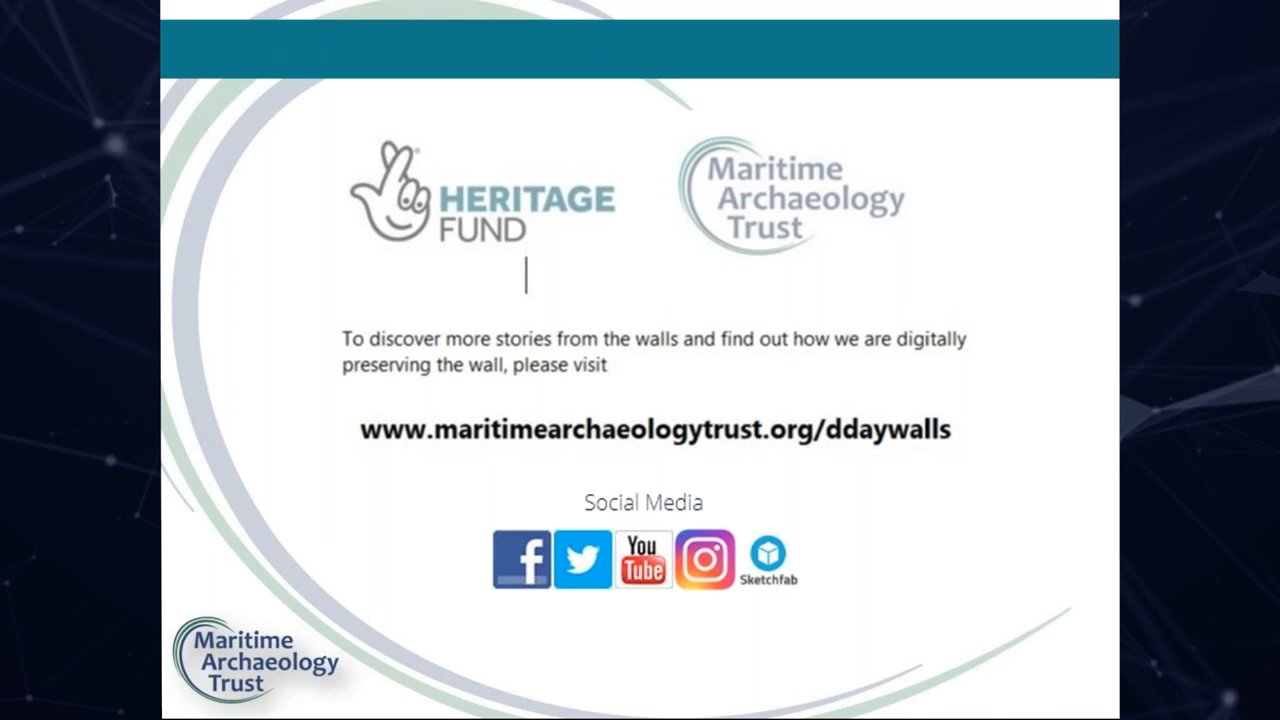 HERITAGE
FUND
Maritime
Archaeology
Trust
To discover more stories from the walls and find out how we are digitally
preserving the wall, please visit
www.maritimearchaeologytrust.org/ddaywalls
Social Media
f
You
Tube
Sketchfab
Maritime
Archaeology
Trust